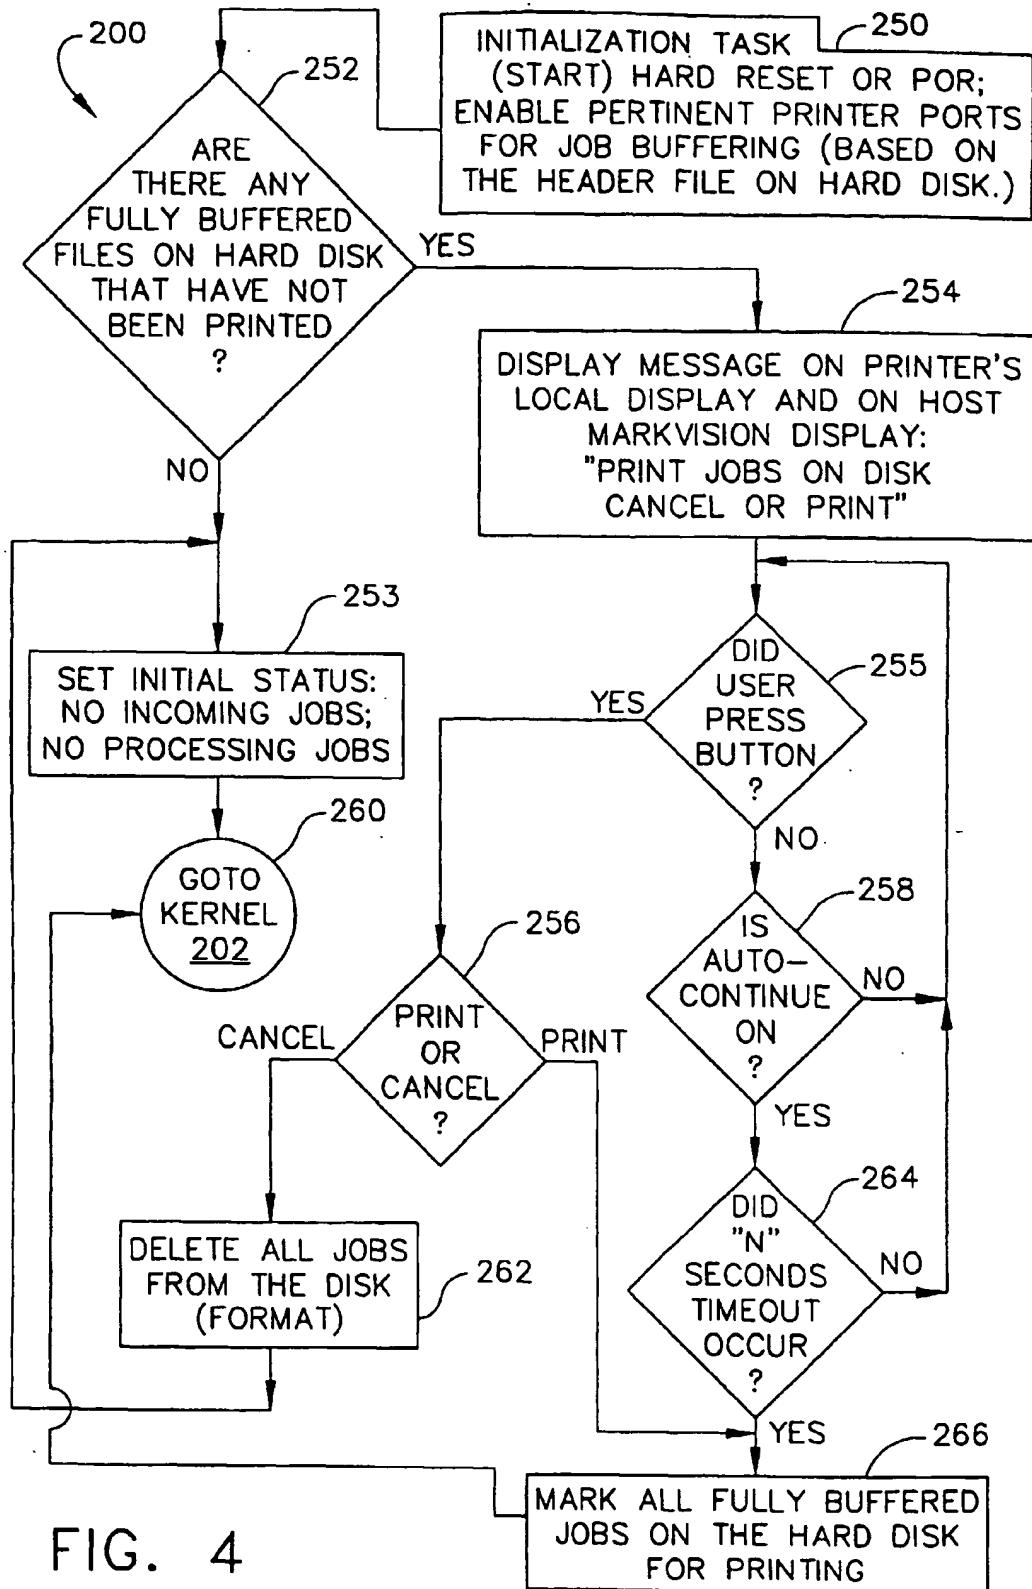 200
250
INITIALIZATION TASK
(START) HARD RESET OR POR;
ENABLE PERTINENT PRINTER PORTS
FOR JOB BUFFERING (BASED ON
THE HEADER FILE ON HARD DISK.)
252
ARE
THERE ANY
FULLY BUFFERED
FILES ON HARD DISK
THAT HAVE NOT
BEEN PRINTED
?
YES
NO
254
DISPLAY MESSAGE ON PRINTER'S
LOCAL DISPLAY AND ON HOST
MARKVISION DISPLAY:
"PRINT JOBS ON DISK
CANCEL OR PRINT"
253
SET INITIAL STATUS:
NO INCOMING JOBS;
NO PROCESSING JOBS
255
DID
USER
PRESS
BUTTON
?
YES
NO
260
GOTO
KERNEL
202
258
IS
AUTO-
CONTINUE
ON
?
NO
YES
256
PRINT
OR
CANCEL
?
CANCEL
PRINT
264
DID
"N"
SECONDS
TIMEOUT
OCCUR
?
NO
YES
262
DELETE ALL JOBS
FROM THE DISK
(FORMAT)
266
MARK ALL FULLY BUFFERED
JOBS ON THE HARD DISK
FOR PRINTING
FIG. 4